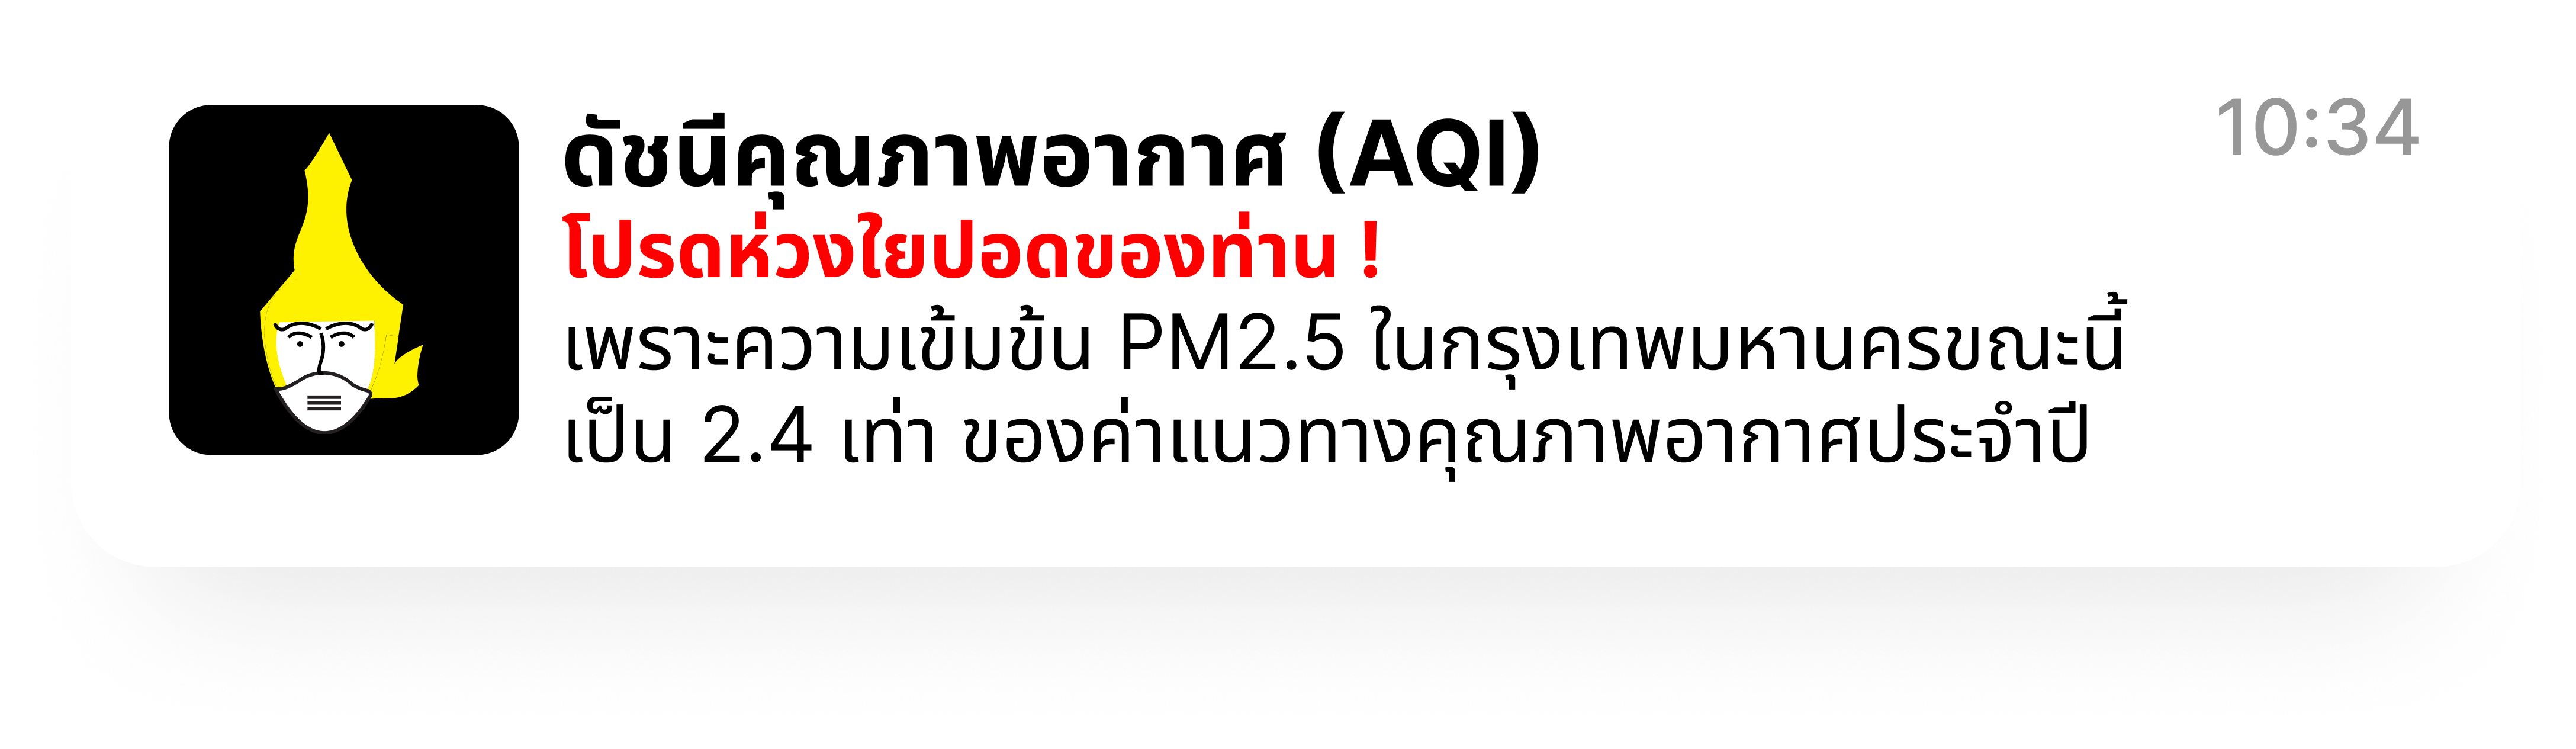 ดัชนีคุณภาพอากาศ (AQI)
10:34
โปรดห่วงใยปอดของท่าน !
เพราะความเข้มข้น PM2.5 ในกรุงเทพมหานครขณะนี้
เป็น 2.4 เท่า ของค่าแนวทางคุณภาพอากาศประจำปี